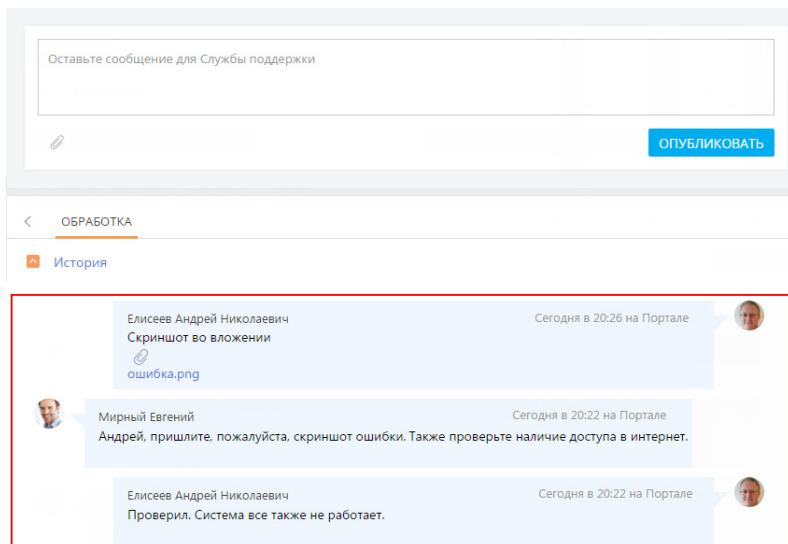 Оставьте сообщение для Службы поддержки
ОПУБЛИКОВАТЬ
ОБРАБОТКА
История
Елисеев Андрей Николаевич Сегодня в 20:26 на Портале
Скриншот во вложении
ошибка.png
Мирный Евгений Сегодня в 20:22 на Портале
Андрей, пришлите, пожалуйста, скриншот ошибки. Также проверьте наличие доступа в интернет.
Елисеев Андрей Николаевич Сегодня в 20:22 на Портале
Проверил. Система все также не работает.